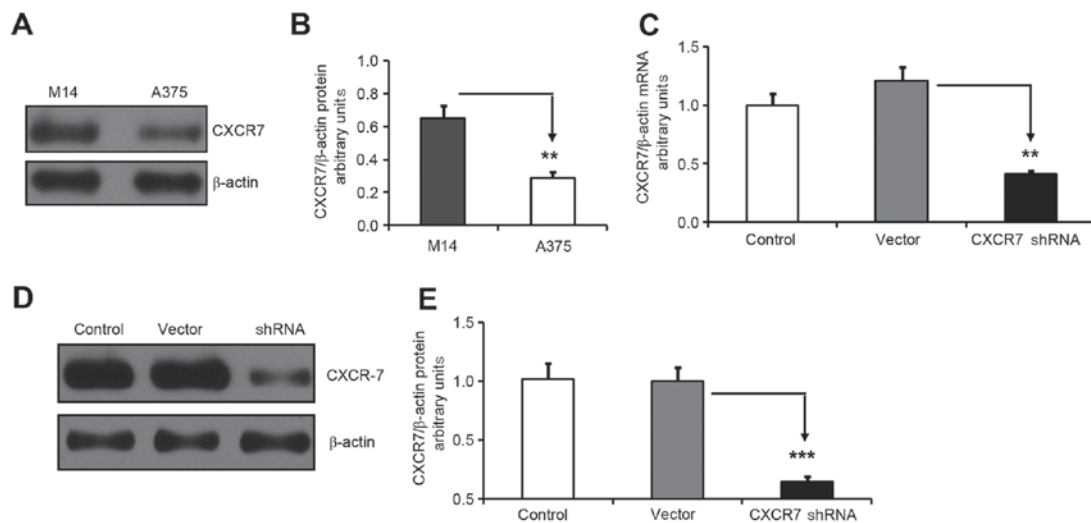 A
M14 A375
CXCR7
β-actin
B
CXCR7/β-actin protein
arbitrary units
1.0
0.8
0.6
0.4
0.2
0.0
**
M14 A375
C
CXCR7/β-actin mRNA
arbitrary units
1.5
1.0
0.5
0.0
**
Control Vector CXCR7 shRNA
D
Control Vector shRNA
CXCR-7
β-actin
E
CXCR7/β-actin protein
arbitrary units
1.5
1.0
0.5
0.5
***
Control Vector CXCR7 shRNA